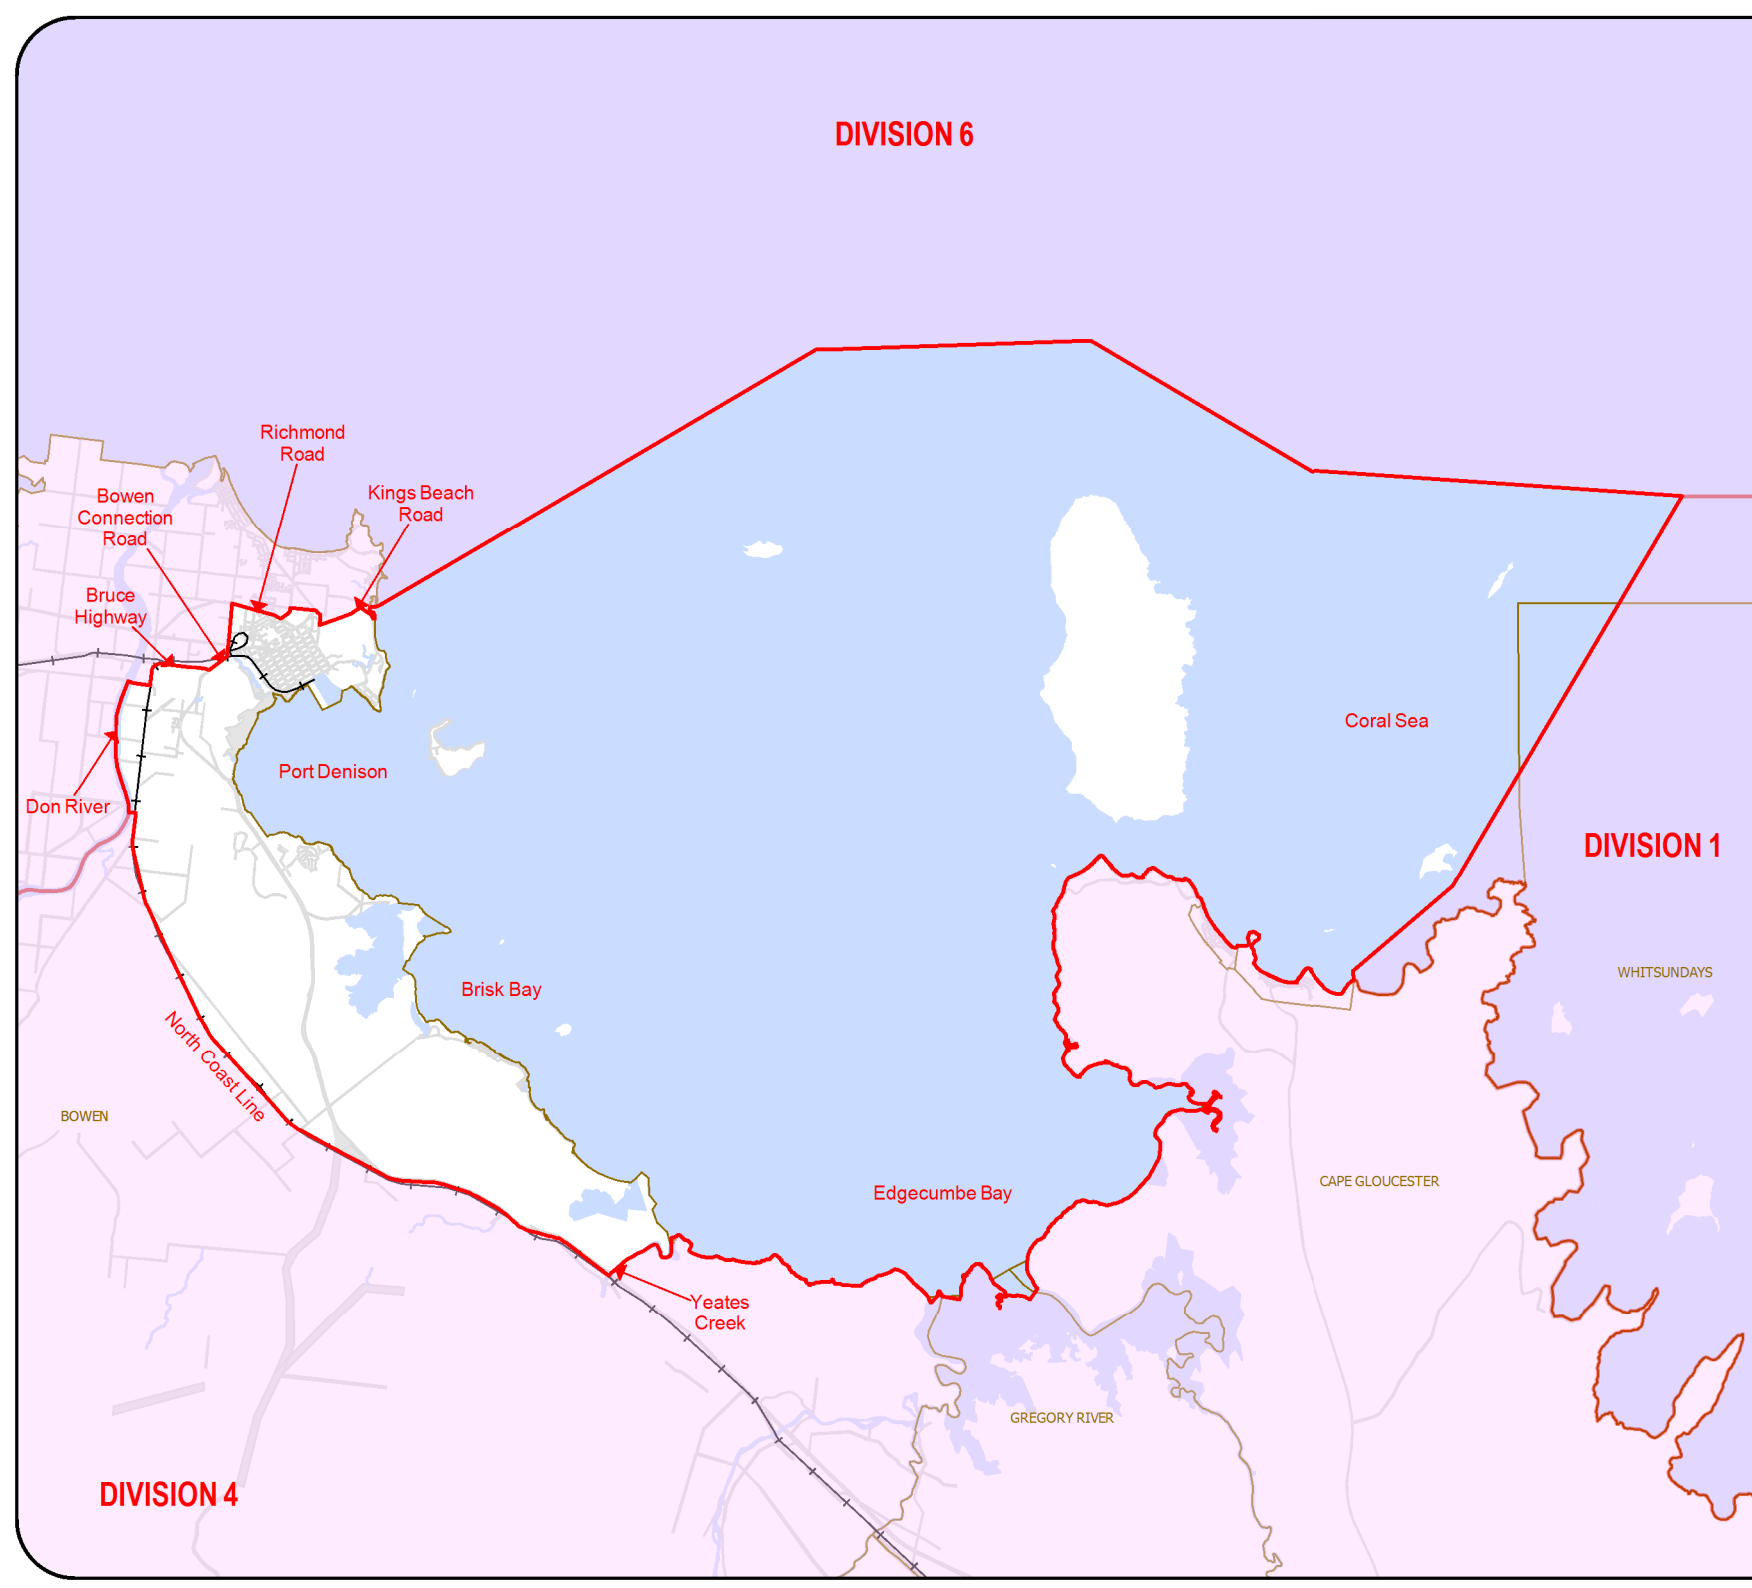 DIVISION 6
Richmond
Road
Kings Beach
Road
Bowen
Connection
Road
Bruce
Highway
Coral Sea
Port Denison
Don River
DIVISION 1
WHITSUNDAYS
Brisk Bay
North Coast Line
BOWEN
CAPE GLOUCESTER
Edgecumbe Bay
Yeates
Creek
GREGORY RIVER
DIVISION 4